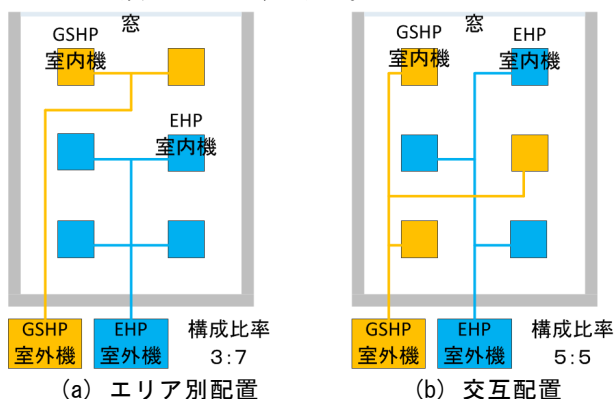 窓
GSHP
室内機
EHP
室内機
GSHP
室外機
EHP
室外機
構成比率
3:7
(a) エリア別配置
窓
GSHP
室内機
EHP
室内機
GSHP
室外機
EHP
室外機
構成比率
5:5
(b) 交互配置